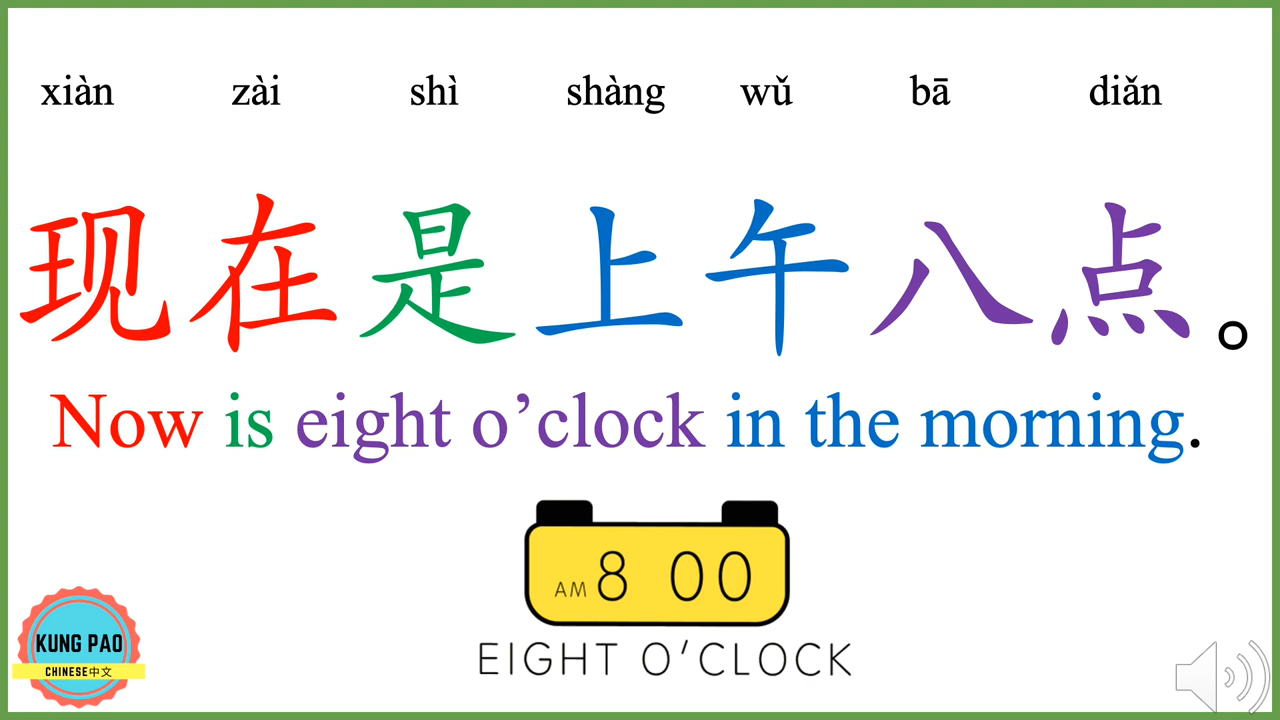 xiàn zài shì shàng wǔ bā diǎn
现在是上午八点。
Now is eight o’clock in the morning.
AM 8 00
EIGHT O’CLOCK
KUNG PAO
CHINESE中文